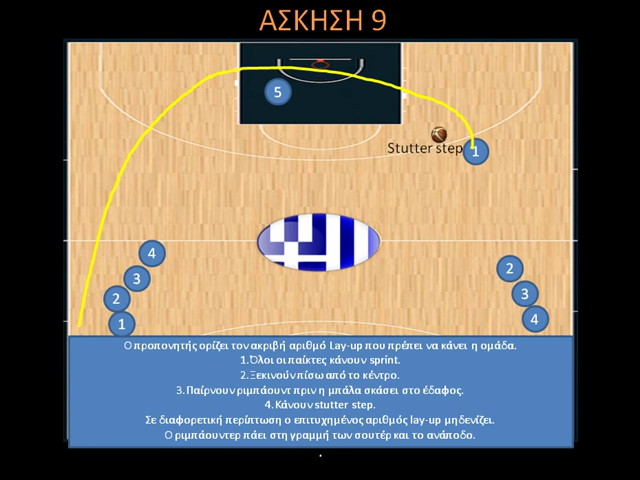 ΑΣΚΗΣΗ 9
5
Stutter step 1
4
3
2
1
2
3
4
Ο προπονητής ορίζει τον ακριβή αριθμό Lay-up που πρέπει να κάνει η ομάδα.
1.Όλοι οι παίκτες κάνουν sprint.
2.Ξεκινούν πίσω από το κέντρο.
3.Παίρνουν ριμπάουντ πριν η μπάλα σκάσει στο έδαφος.
4.Κάνουν stutter step.
Σε διαφορετική περίπτωση ο επιτυχημένος αριθμός lay-up μηδενίζει.
Ο ριμπάουντερ πάει στη γραμμή των σουτέρ και το ανάποδο.
.